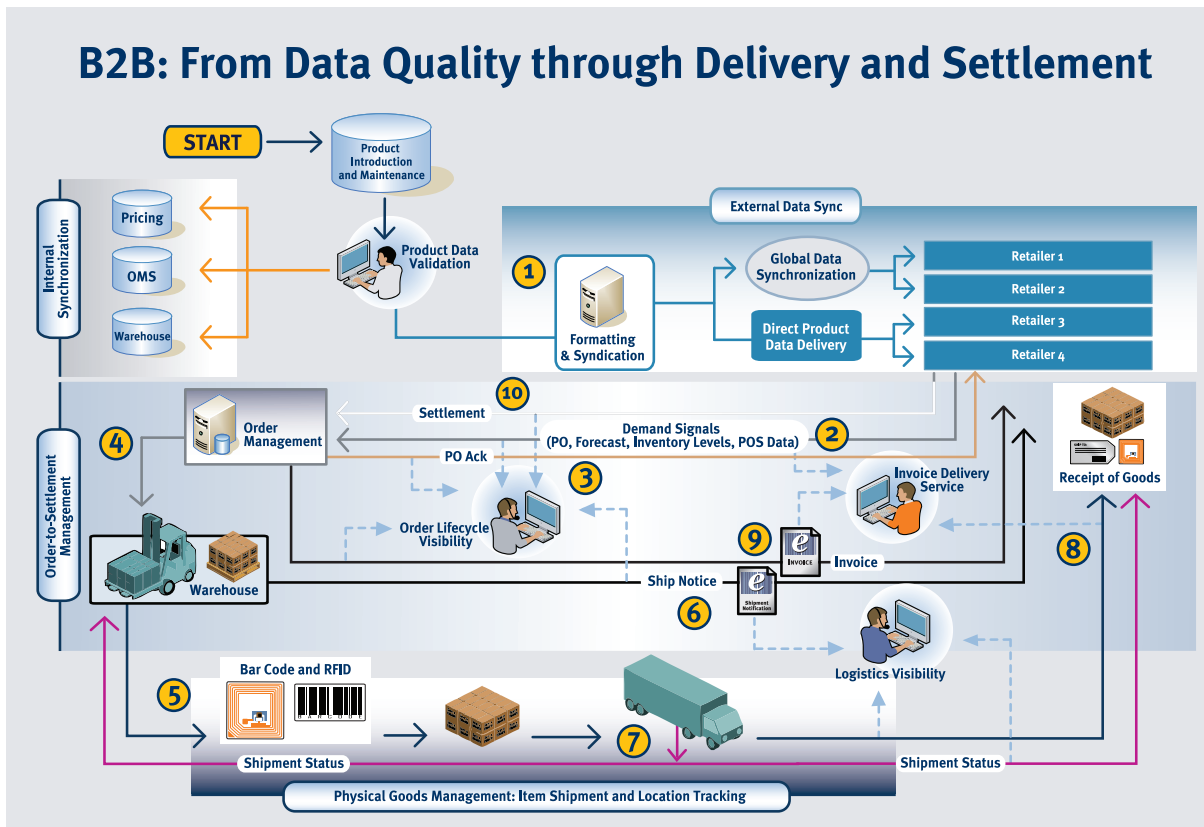 B2B: From Data Quality through Delivery and Settlement
START
Product
Introduction
and Maintenance
Internal
Synchronization
Pricing
OMS
Warehouse
Product Data
Validation
External Data Sync
1
Formatting
& Syndication
Global Data
Synchronization
Direct Product
Data Delivery
Retailer 1
Retailer 2
Retailer 3
Retailer 4
Order-to-Settlement
Management
10
Settlement
Order
Management
4
Demand Signals
(PO, Forecast, Inventory Levels, POS Data)
2
PO Ack
3
Order Lifecycle
Visibility
Invoice Delivery
Service
Receipt of Goods
8
9
e
INVOICE
Invoice
Warehouse
Ship Notice
6
e
Shipment
Notification
Logistics Visibility
5
Bar Code and RFID
BARCODE
7
Shipment Status
Shipment Status
Physical Goods Management: Item Shipment and Location Tracking